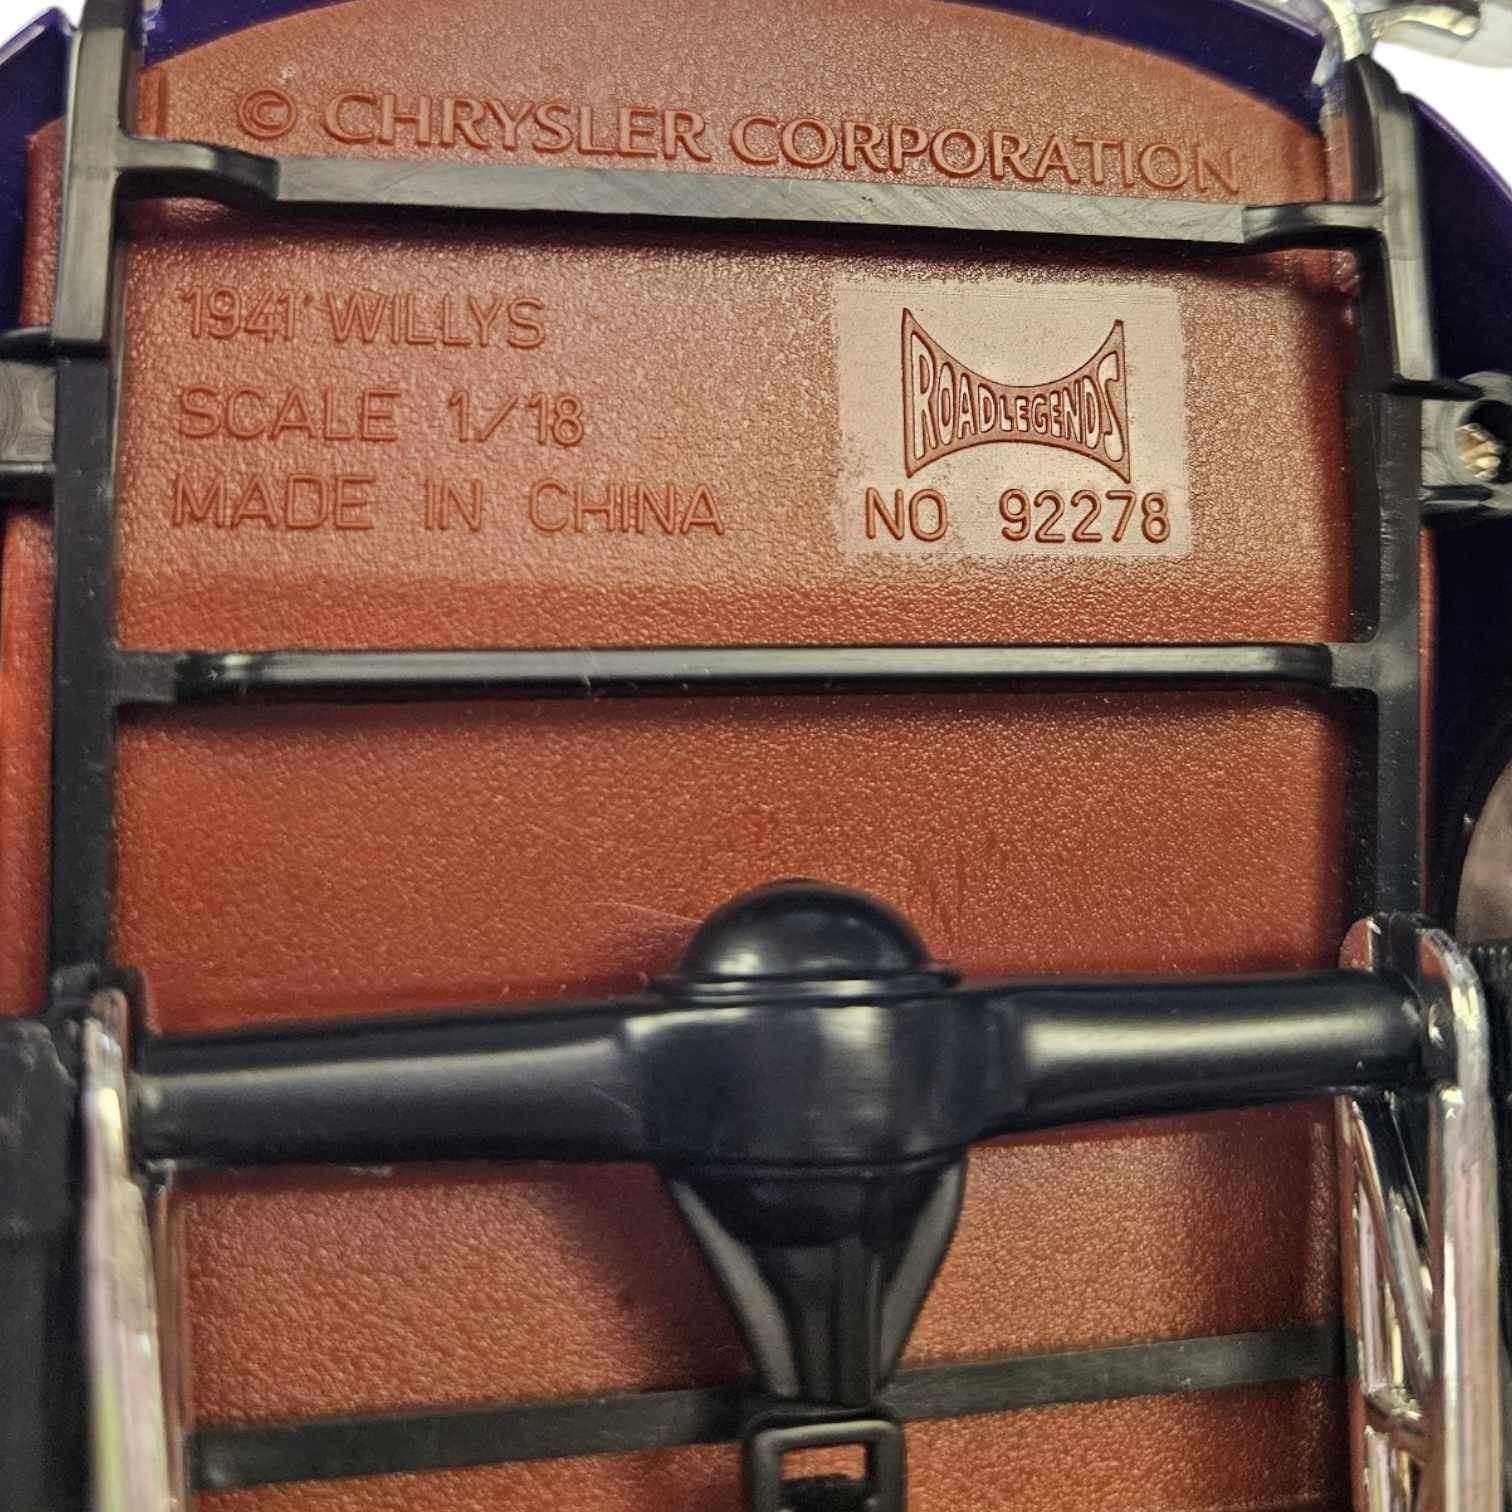 © CHRYSLER CORPORATION
1941 WILLYS
SCALE 1/18
MADE IN CHINA
ROADLEGENDS
NO 92278